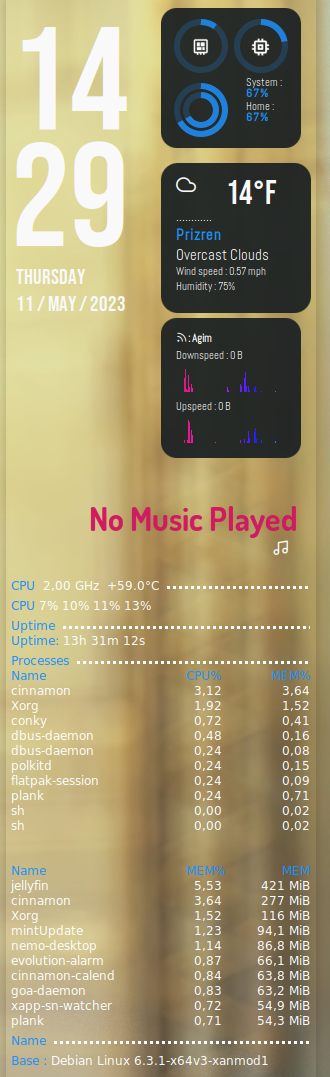 14
29
THURSDAY
11 / MAY / 2023
System :
67%
Home :
67%
14°F
............
Prizren
Overcast Clouds
Wind speed : 0.57 mph
Humidity : 75%
: Agim
Downspeed : 0 B
Upspeed : 0 B
No Music Played
CPU 2,00 GHz +59.0°C
CPU 7% 10% 11% 13%
Uptime
Uptime: 13h 31m 12s
Processes
Name CPU% MEM%
cinnamon 3,12 3,64
Xorg 1,92 1,52
conky 0,72 0,41
dbus-daemon 0,48 0,16
dbus-daemon 0,24 0,08
polkitd 0,24 0,15
flatpak-session 0,24 0,09
plank 0,24 0,71
sh 0,00 0,02
sh 0,00 0,02
Name MEM% MEM
jellyfin 5,53 421 MiB
cinnamon 3,64 277 MiB
Xorg 1,52 116 MiB
mintUpdate 1,23 94,1 MiB
nemo-desktop 1,14 86,8 MiB
evolution-alarm 0,87 66,1 MiB
cinnamon-calend 0,84 63,8 MiB
goa-daemon 0,83 63,2 MiB
xapp-sn-watcher 0,72 54,9 MiB
plank 0,71 54,3 MiB
Name
Base : Debian Linux 6.3.1-x64v3-xanmod1